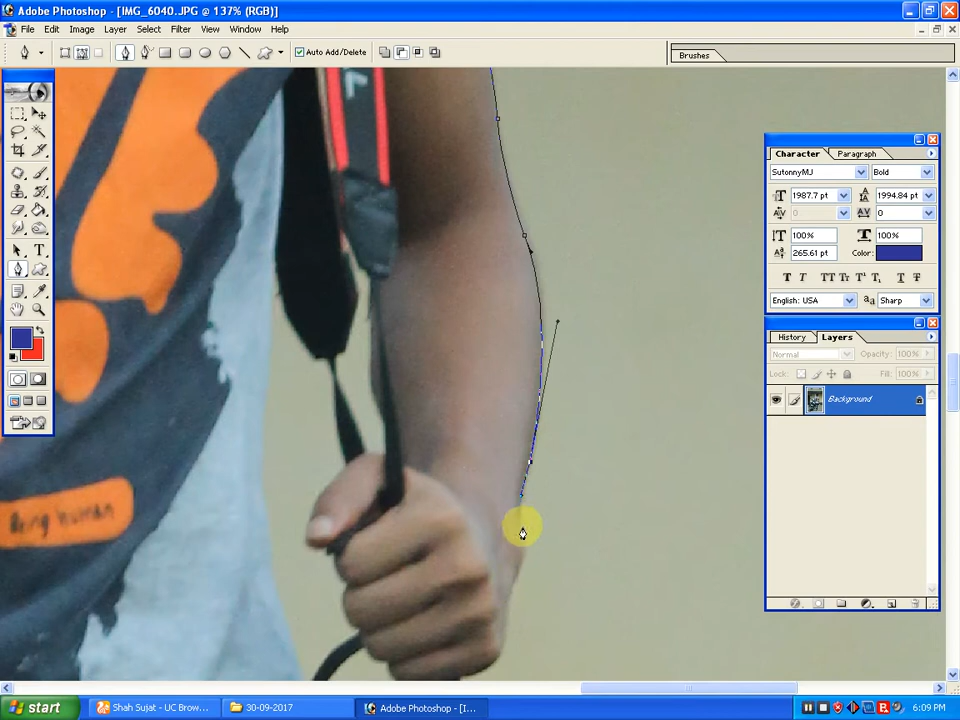 Adobe Photoshop - [IMG_6040.JPG @ 137% (RGB)]
File Edit Image Layer Select Filter View Window Help
Auto Add/Delete
Brushes
Character Paragraph
SutonnyMJ Bold
1987.7 pt 1994.84 pt
0 0
100% 100%
265.61 pt Color:
English: USA Sharp
History Layers
Normal Opacity: 100%
Lock: Fill: 100%
Background
Being human
start Shah Sujat - UC Brow... 30-09-2017 Adobe Photoshop - [I... 6:09 PM